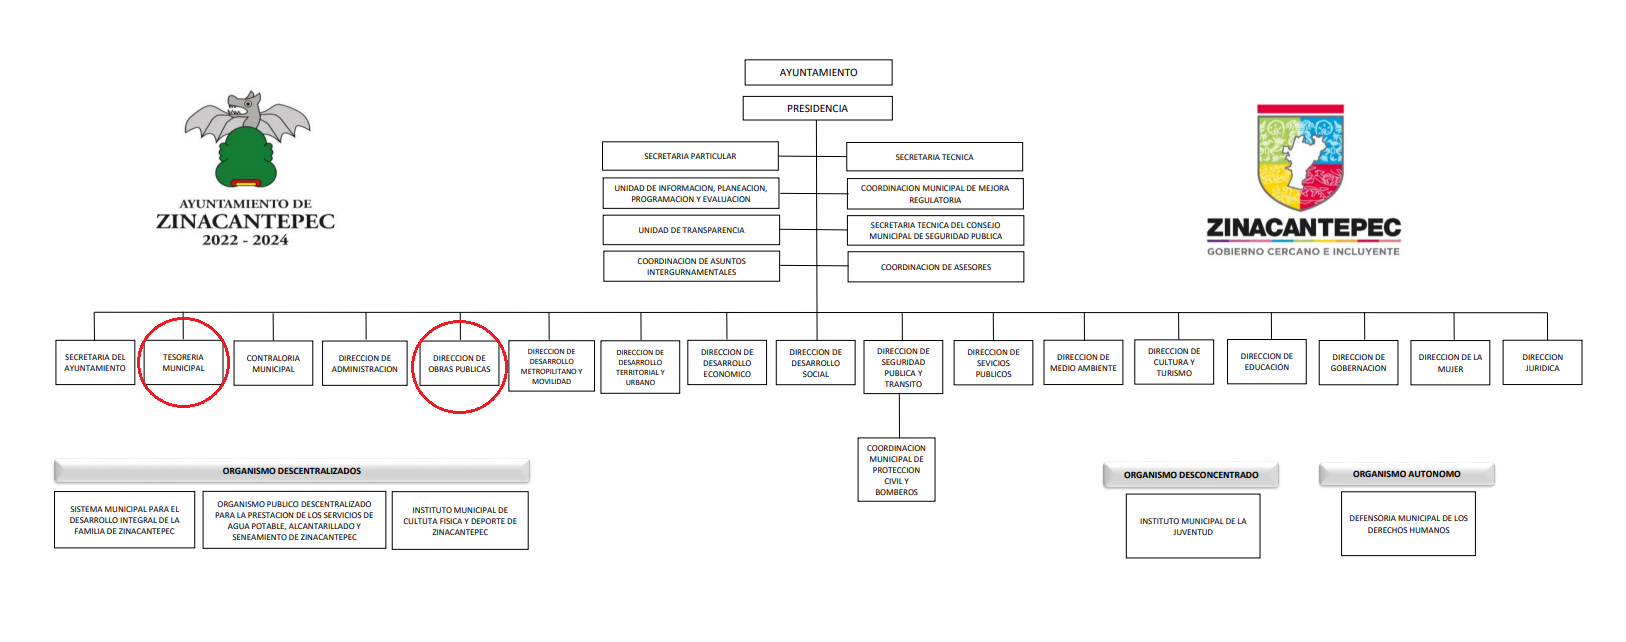 AYUNTAMIENTO
PRESIDENCIA
AYUNTAMIENTO DE
ZINACANTEPEC
2022 - 2024
ZINACANTEPEC
GOBIERNO CERCANO E INCLUYENTE
SECRETARIA PARTICULAR
SECRETARIA TECNICA
UNIDAD DE INFORMACION, PLANEACION,
PROGRAMACION Y EVALUACION
COORDINACION MUNICIPAL DE MEJORA
REGULATORIA
UNIDAD DE TRANSPARENCIA
SECRETARIA TECNICA DEL CONSEJO
MUNICIPAL DE SEGURIDAD PUBLICA
COORDINACION DE ASUNTOS
INTERGURNAMENTALES
COORDINACION DE ASESORES
SECRETARIA DEL
AYUNTAMIENTO
TESORERIA
MUNICIPAL
CONTRALORIA
MUNICIPAL
DIRECCION DE
ADMINISTRACION
DIRECCION DE
OBRAS PUBLICAS
DIRECCION DE
DESARROLLO
METROPLITANO Y
MOVILIDAD
DIRECCION DE
DESARROLLO
TERRITORIAL Y
URBANO
DIRECCION DE
DESARROLLO
ECONOMICO
DIRECCION DE
DESARROLLO
SOCIAL
DIRECCION DE
SEGURIDAD
PUBLICA Y
TRANSITO
DIRECCION DE
SEVICIOS
PUBLICOS
DIRECCION DE
MEDIO AMBIENTE
DIRECCION DE
CULTURA Y
TURISMO
DIRECCION DE
EDUCACION
DIRECCION DE
GOBERNACION
DIRECCION DE LA
MUJER
DIRECCION
JURIDICA
COORDINACION
MUNICIPAL DE
PROTECCION
CIVIL Y
BOMBEROS
ORGANISMO DESCENTRALIZADOS
SISTEMA MUNICIPAL PARA EL
DESARROLLO INTEGRAL DE LA
FAMILIA DE ZINACANTEPEC
ORGANISMO PUBLICO DESCENTRALIZADO
PARA LA PRESTACION DE LOS SERVICIOS DE
AGUA POTABLE, ALCANTARILLADO Y
SENEAMIENTO DE ZINACANTEPEC
INSTITUTO MUNICIPAL DE
CULTUTA FISICA Y DEPORTE DE
ZINACANTEPEC
ORGANISMO DESCONCENTRADO
INSTITUTO MUNICIPAL DE LA
JUVENTUD
ORGANISMO AUTONOMO
DEFENSORIA MUNICIPAL DE LOS
DERECHOS HUMANOS